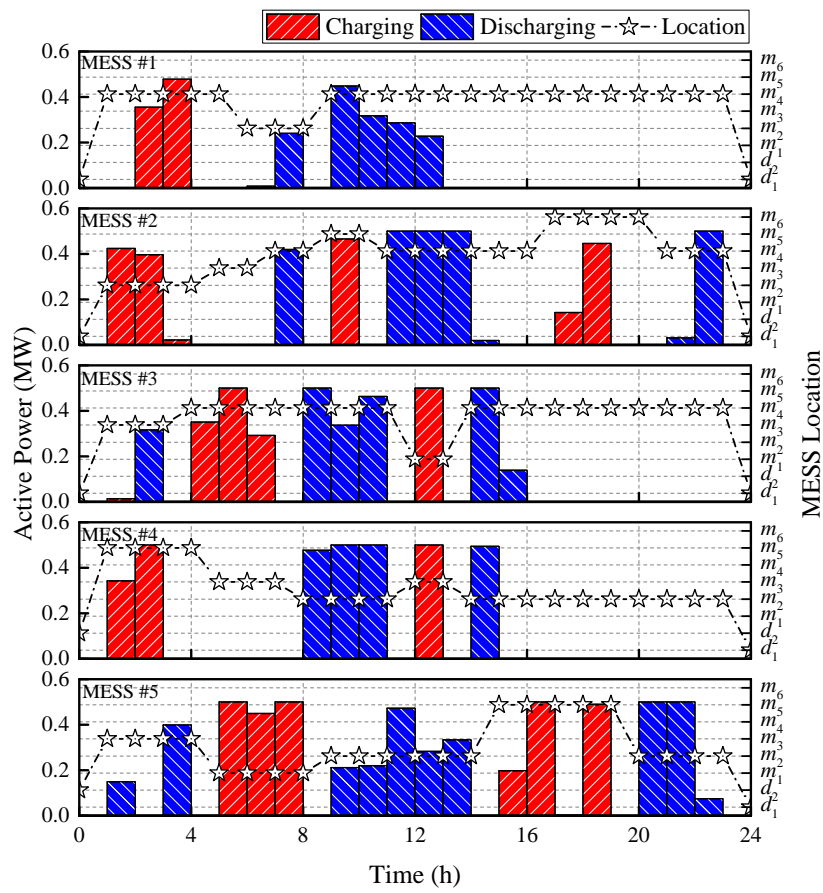 Charging Discharging Location
MESS #1
0.6
0.4
0.2
0.0
m6
m5
m4
m3
m2
m1
d2
d1
MESS #2
0.6
0.4
0.2
0.0
m6
m5
m4
m3
m2
m1
d2
d1
MESS #3
0.6
0.4
0.2
0.0
m6
m5
m4
m3
m2
m1
d2
d1
MESS #4
0.6
0.4
0.2
0.0
m6
m5
m4
m3
m2
m1
d2
d1
MESS #5
0.6
0.4
0.2
0.0
m6
m5
m4
m3
m2
m1
d2
d1
0 4 8 12 16 20 24
Time (h)
Active Power (MW)
MESS Location